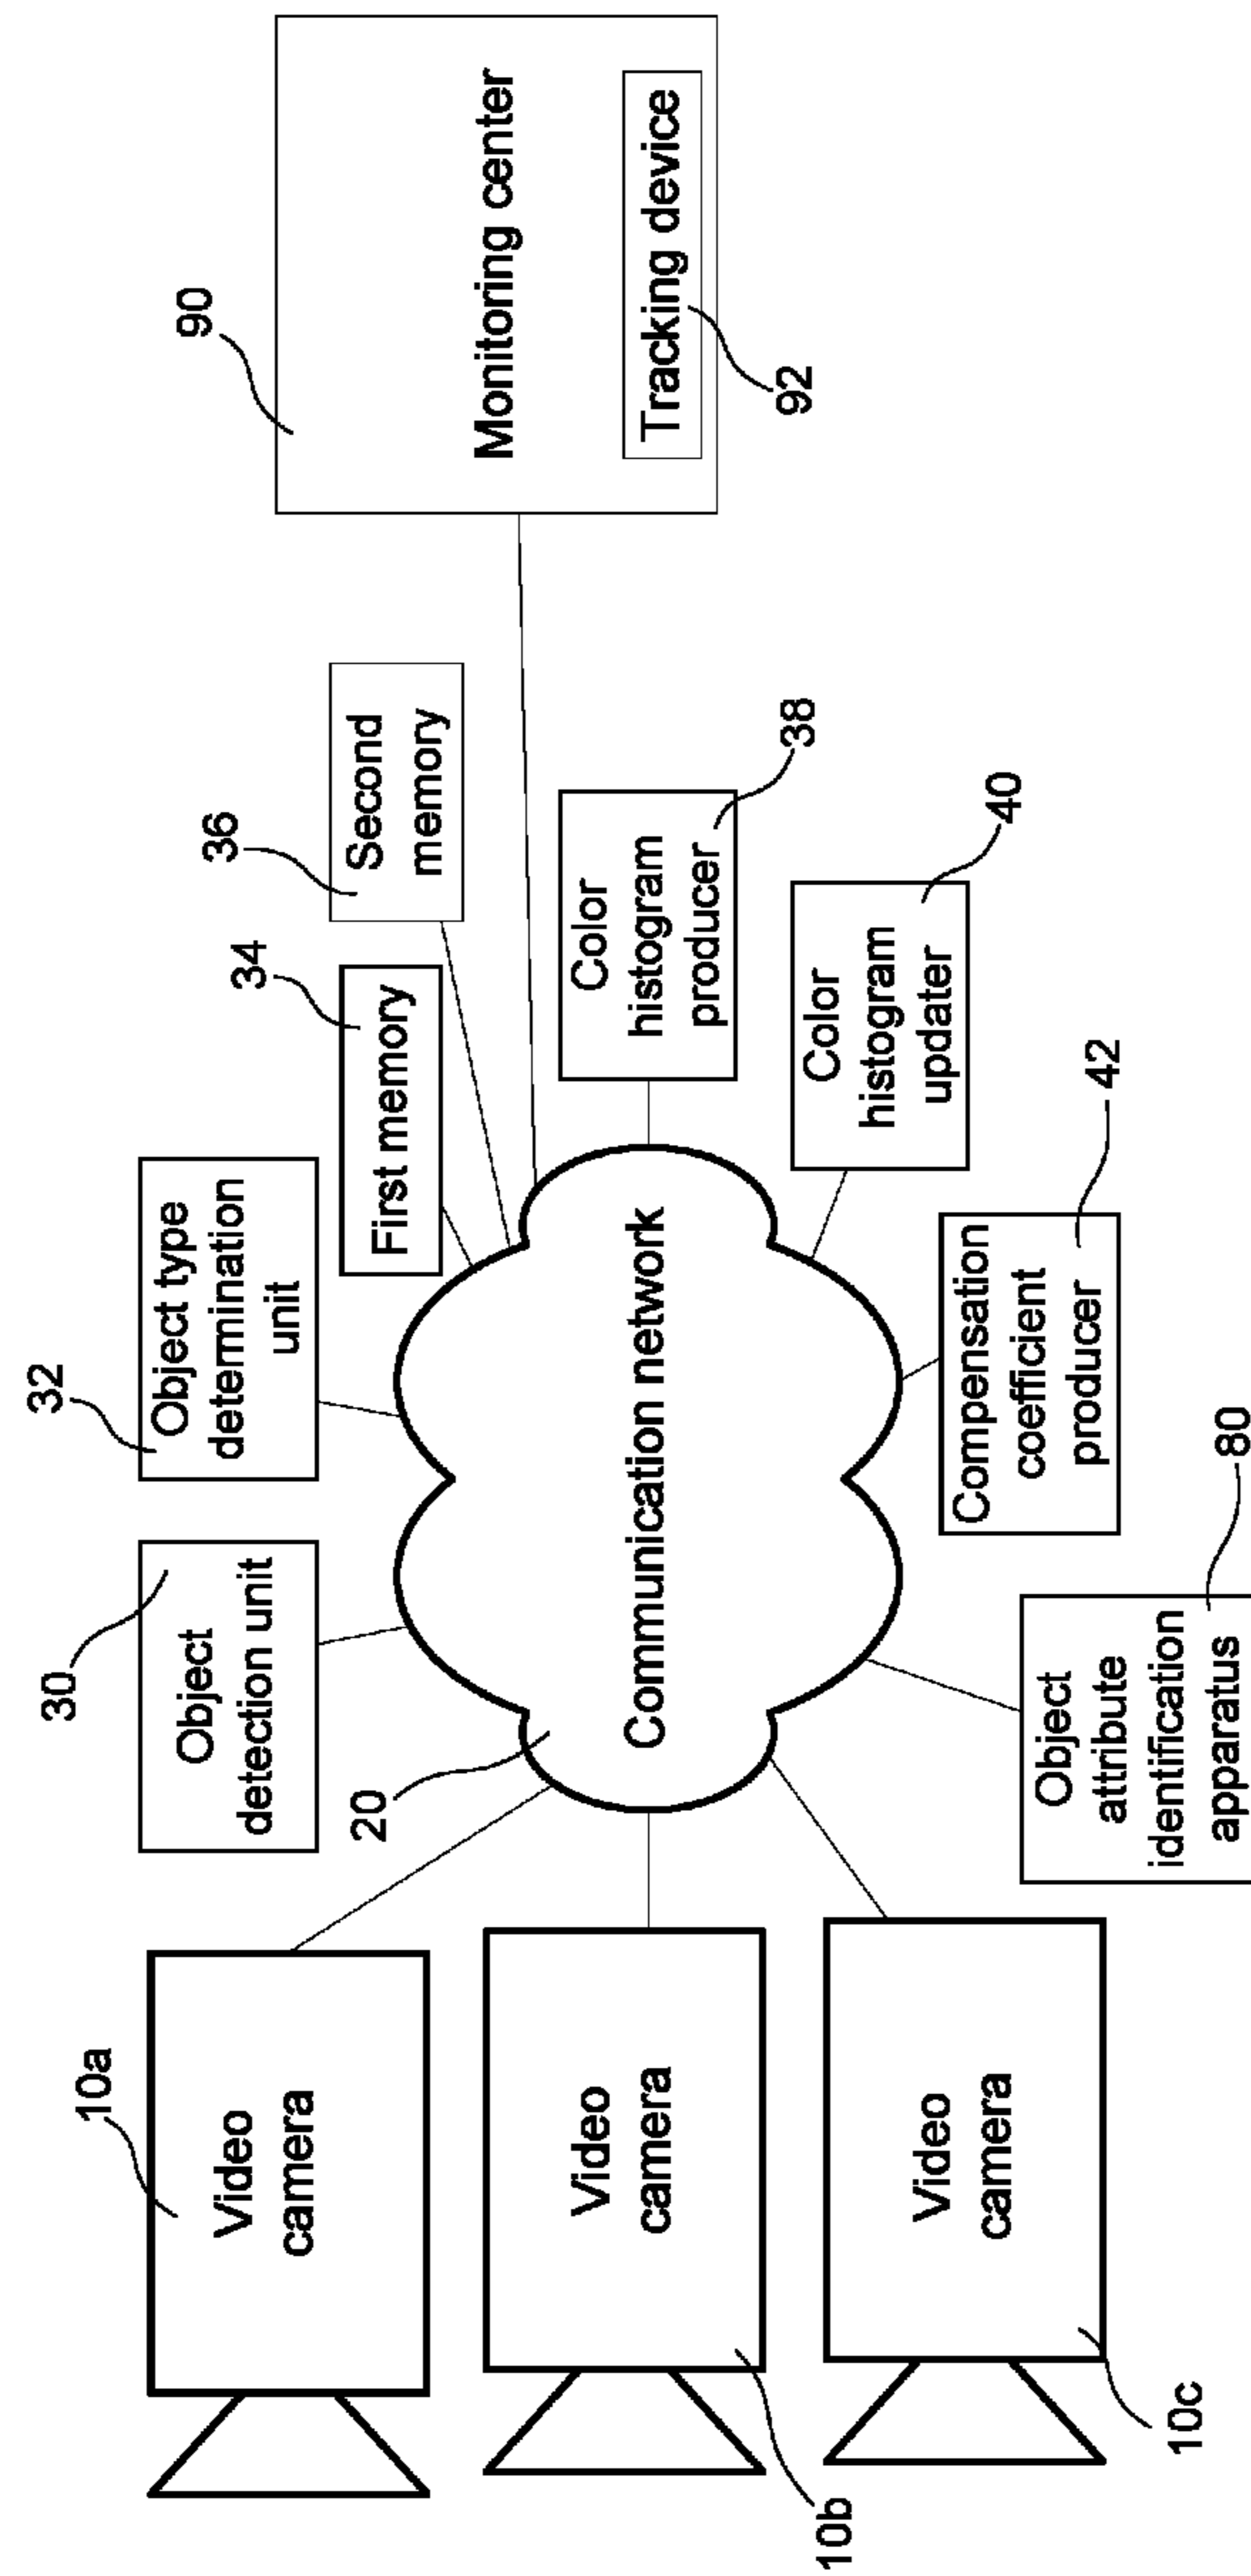 10a
Video
camera
Video
camera
10b
Video
camera
10c
20
Communication network
30
Object
detection unit
32
Object type
determination
unit
34
First memory
36
Second
memory
90
Monitoring center
Tracking device
92
Color
histogram
producer
38
Color
histogram
updater
40
Compensation
coefficient
producer
42
Object
attribute
identification
apparatus
80